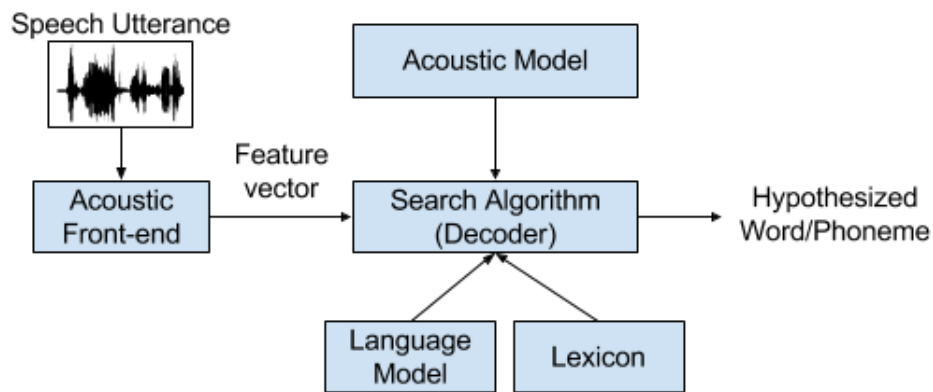 Speech Utterance
Acoustic Model
Feature
vector
Acoustic
Front-end
Search Algorithm
(Decoder)
Hypothesized
Word/Phoneme
Language
Model
Lexicon